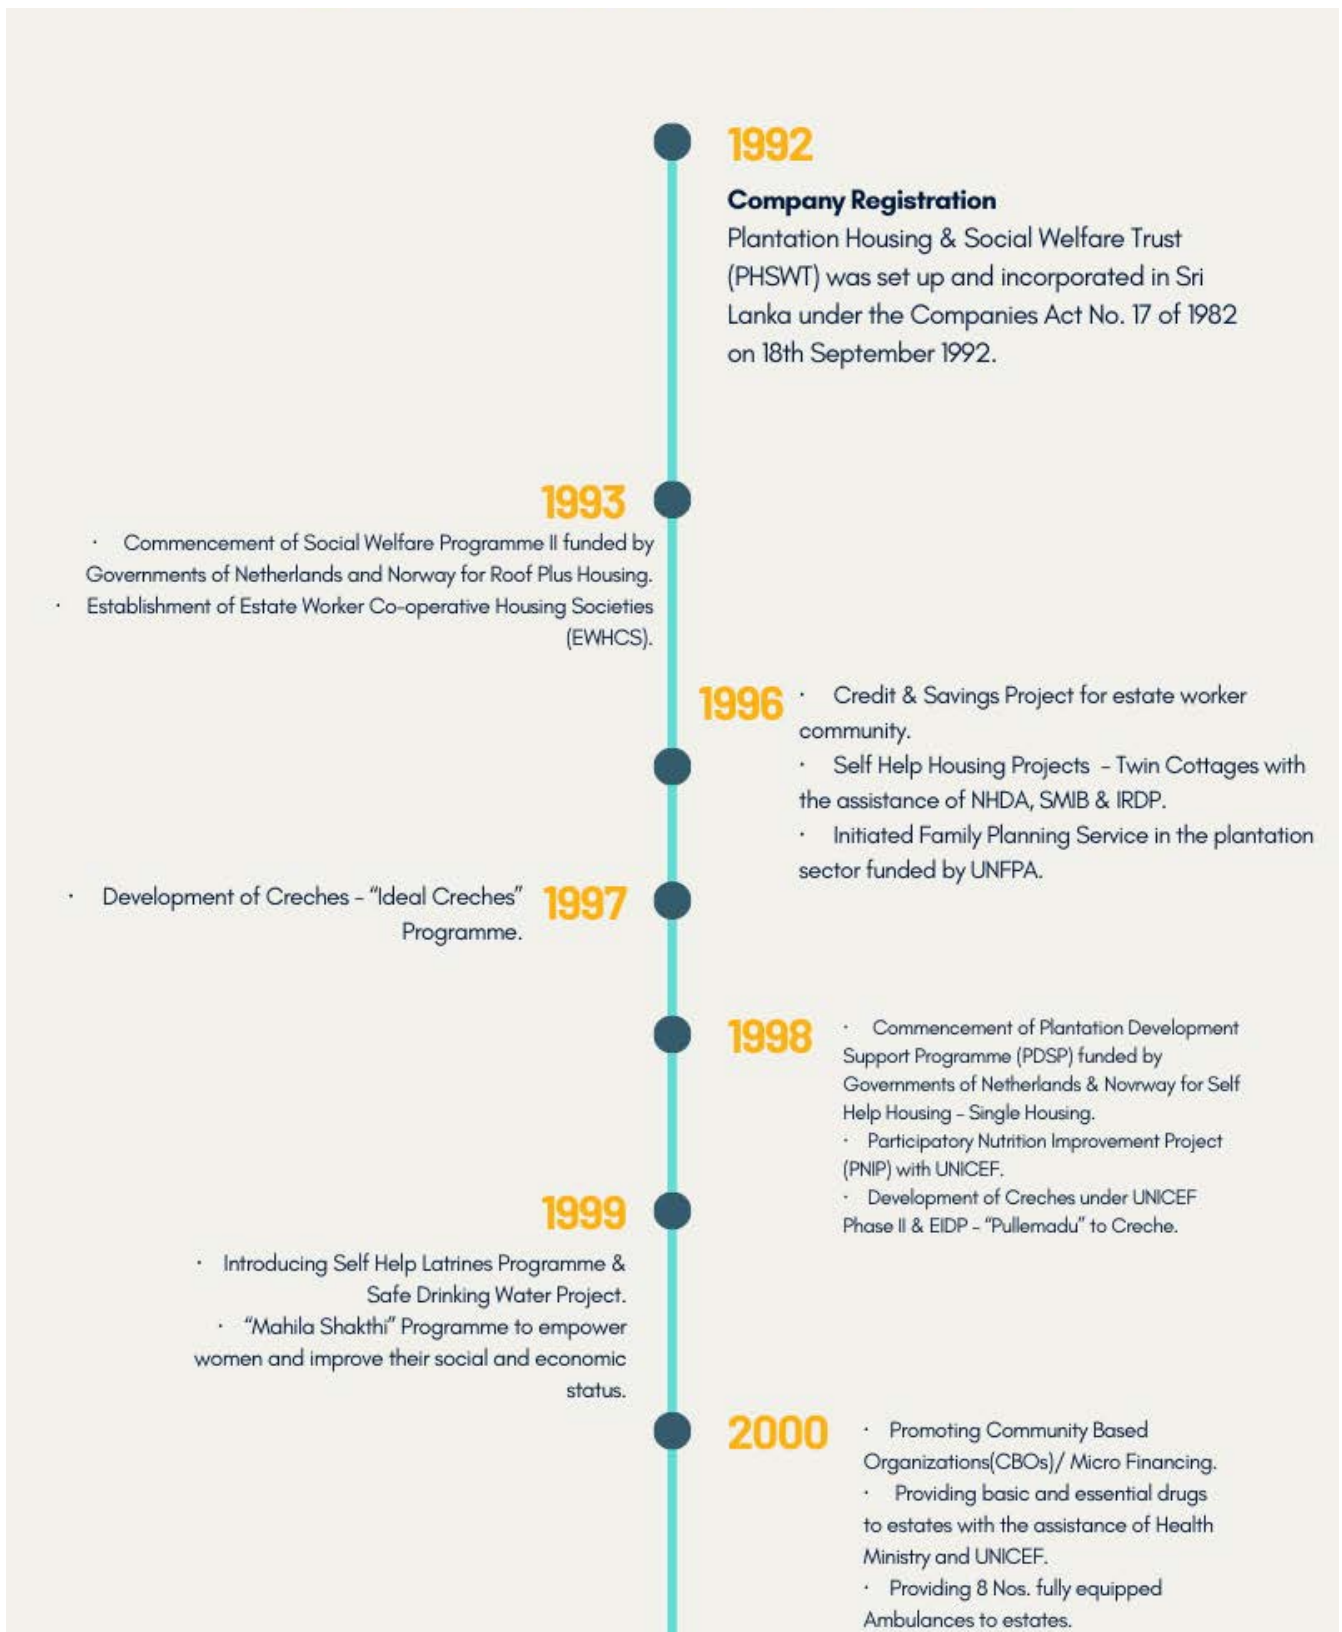 1992
Company Registration
Plantation Housing & Social Welfare Trust
(PHSWT) was set up and incorporated in Sri
Lanka under the Companies Act No. 17 of 1982
on 18th September 1992.
1993
· Commencement of Social Welfare Programme II funded by
Governments of Netherlands and Norway for Roof Plus Housing.
· Establishment of Estate Worker Co-operative Housing Societies
(EWHCS).
1996
· Credit & Savings Project for estate worker
community.
· Self Help Housing Projects - Twin Cottages with
the assistance of NHDA, SMIB & IRDP.
· Initiated Family Planning Service in the plantation
sector funded by UNFPA.
1997
· Development of Creches - “Ideal Creches”
Programme.
1998
· Commencement of Plantation Development
Support Programme (PDSP) funded by
Governments of Netherlands & Novrway for Self
Help Housing - Single Housing.
· Participatory Nutrition Improvement Project
(PNIP) with UNICEF.
· Development of Creches under UNICEF
Phase II & EIDP - “Pullemadu” to Creche.
1999
· Introducing Self Help Latrines Programme &
Safe Drinking Water Project.
· “Mahila Shakthi” Programme to empower
women and improve their social and economic
status.
2000
· Promoting Community Based
Organizations(CBOs)/ Micro Financing.
· Providing basic and essential drugs
to estates with the assistance of Health
Ministry and UNICEF.
· Providing 8 Nos. fully equipped
Ambulances to estates.